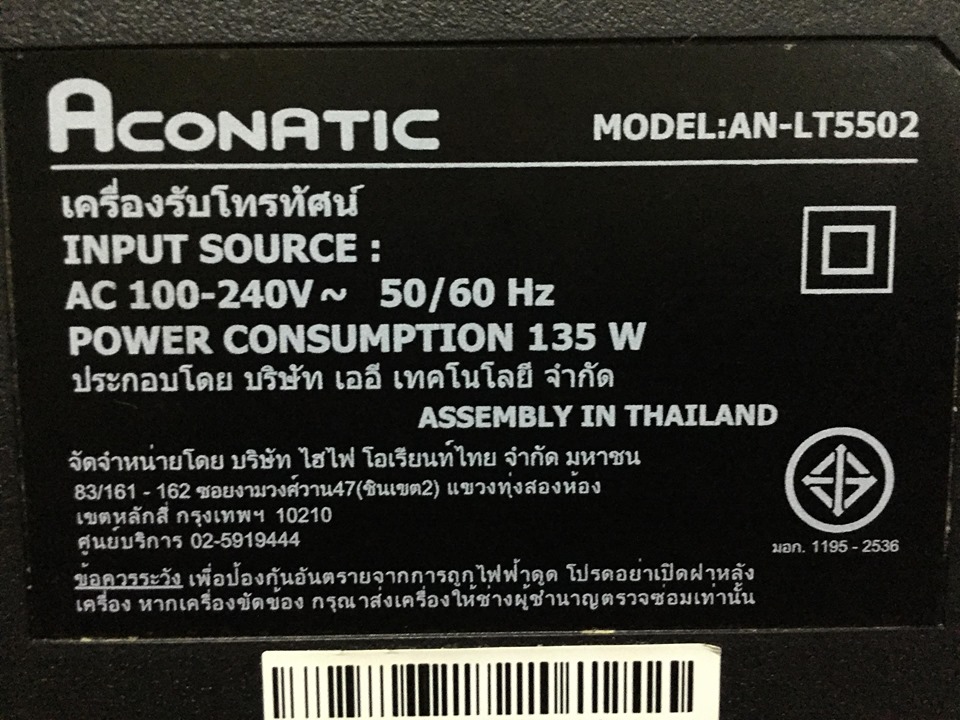 ACONATIC
MODEL:AN-LT5502
เครื่องรับโทรทัศน์
INPUT SOURCE :
AC 100-240V~ 50/60 Hz
POWER CONSUMPTION 135 W
ประกอบโดย บริษัท เออี เทคโนโลยี จำกัด
ASSEMBLY IN THAILAND
จัดจำหน่ายโดย บริษัท ไฮไฟ โอเรียนท์ไทย จำกัด มหาชน
83/161 - 162 ซอยงามวงศ์วาน47(ชินเขต2) แขวงทุ่งสองห้อง
เขตหลักสี่ กรุงเทพฯ 10210
ศูนย์บริการ 02-5919444
มอก. 1195 - 2536
ข้อควรระวัง เพื่อป้องกันอันตรายจากการถูกไฟฟ้าดูด โปรดอย่าเปิดฝาหลัง
เครื่อง หากเครื่องขัดข้อง กรุณาส่งเครื่องให้ช่างผู้ชำนาญตรวจซ่อมเท่านั้น